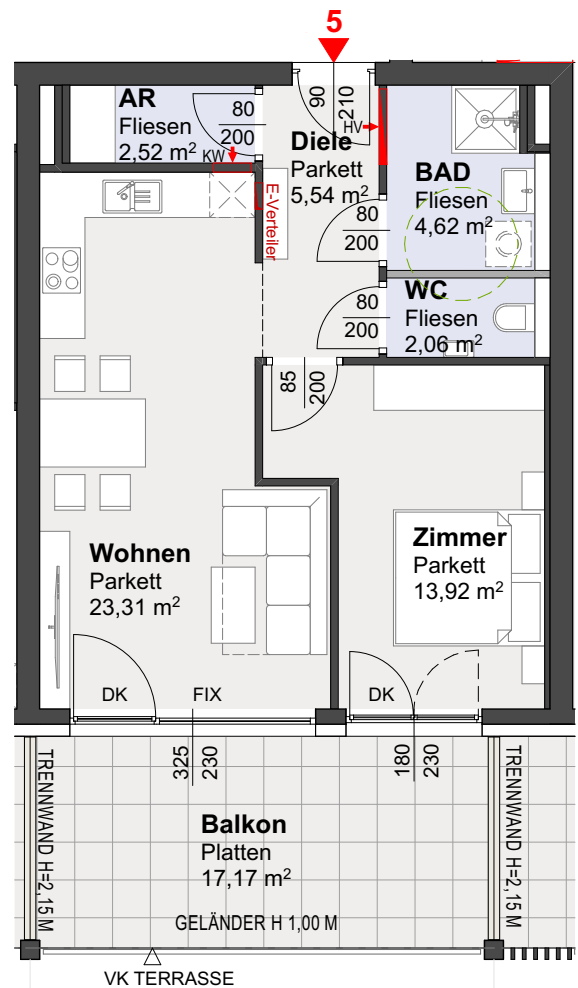 5
AR
Fliesen
2,52 m²
KW
80
200
90
210
HV
Diele
Parkett
5,54 m²
E-Verteiler
BAD
Fliesen
4,62 m²
80
200
WC
Fliesen
2,06 m²
80
200
85
200
Wohnen
Parkett
23,31 m²
Zimmer
Parkett
13,92 m²
DK
FIX
DK
325
230
180
230
TRENNWAND H=2,15 M
TRENNWAND H=2,15 M
Balkon
Platten
17,17 m²
GELÄNDER H 1,00 M
VK TERRASSE